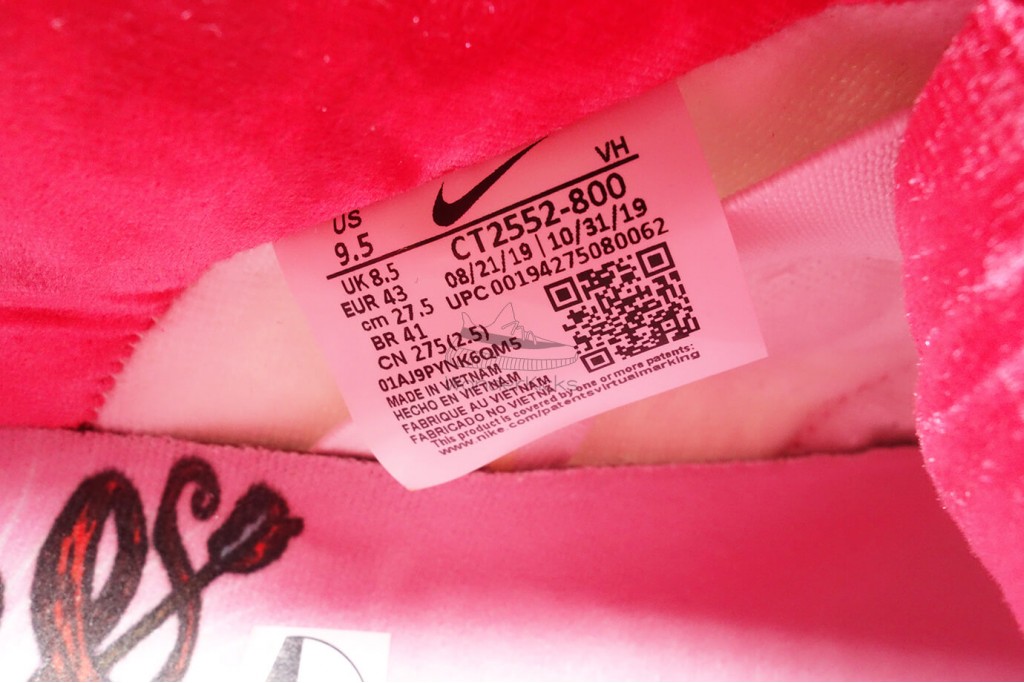 VH
US
9.5
CT2552-800
UK 8.5
08/21/19 | 10/31/19
EUR 43
UPC 00194275080062
cm 27.5
BR 41
CN 275(2.5)
01AJ9PYNK6QM5
MADE IN VIETNAM
HECHO EN VIETNAM
FABRIQUE AU VIETNAM
FABRICADO NO VIETNA
This product is covered by one or more patents:
www.nike.com/patentsvirtualmarking